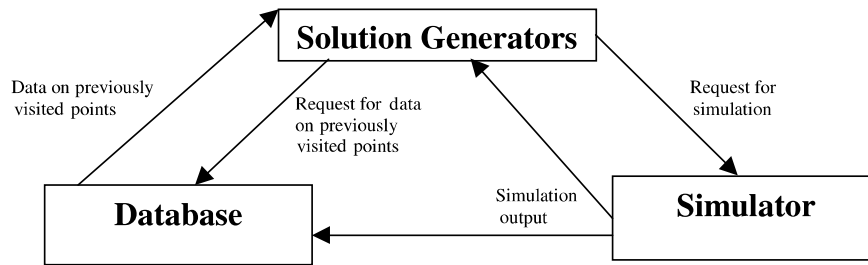 Solution Generators
Data on previously
visited points
Request for data
on previously
visited points
Request for
simulation
Database
Simulation
output
Simulator